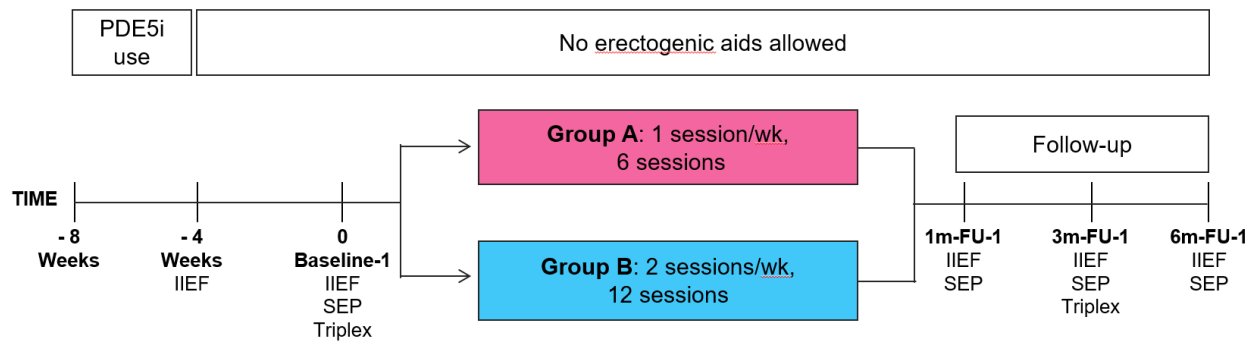 PDE5i
use
No erectogenic aids allowed
Group A: 1 session/wk,
6 sessions
Follow-up
TIME
- 8
Weeks
- 4
Weeks
IIEF
0
Baseline-1
IIEF
SEP
Triplex
Group B: 2 sessions/wk,
12 sessions
1m-FU-1
IIEF
SEP
3m-FU-1
IIEF
SEP
Triplex
6m-FU-1
IIEF
SEP